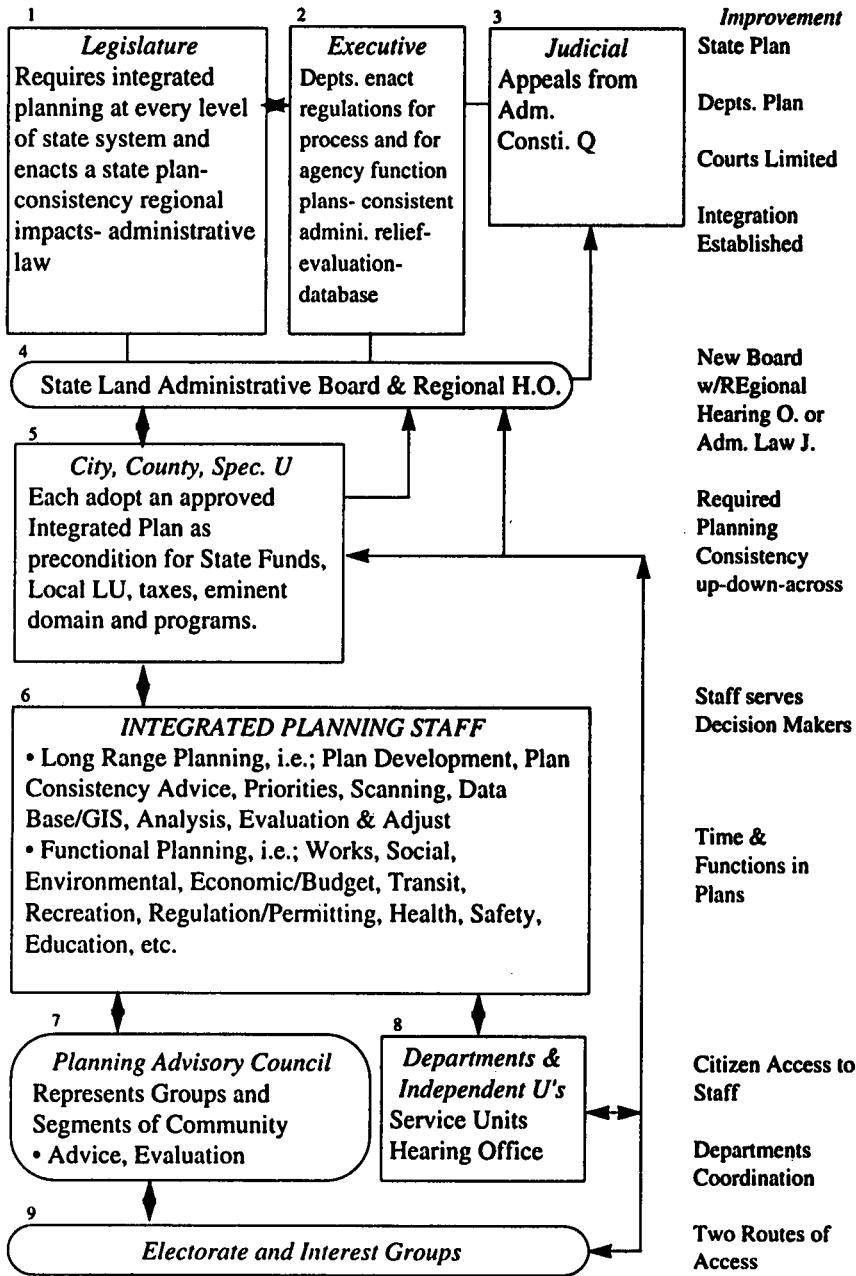 1
Legislature
Requires integrated
planning at every level
of state system and
enacts a state plan-
consistency regional
impacts- administrative
law
2
Executive
Depts. enact
regulations for
process and for
agency function
plans- consistent
admini. relief-
evaluation-
database
3
Judicial
Appeals from
Adm.
Consti. Q
Improvement
State Plan
Depts. Plan
Courts Limited
Integration
Established
4
State Land Administrative Board & Regional H.O.
New Board
w/REgional
Hearing O. or
Adm. Law J.
5
City, County, Spec. U
Each adopt an approved
Integrated Plan as
precondition for State Funds,
Local LU, taxes, eminent
domain and programs.
Required
Planning
Consistency
up-down-across
6
INTEGRATED PLANNING STAFF
• Long Range Planning, i.e.; Plan Development, Plan
Consistency Advice, Priorities, Scanning, Data
Base/GIS, Analysis, Evaluation & Adjust
• Functional Planning, i.e.; Works, Social,
Environmental, Economic/Budget, Transit,
Recreation, Regulation/Permitting, Health, Safety,
Education, etc.
Staff serves
Decision Makers
Time &
Functions in
Plans
7
Planning Advisory Council
Represents Groups and
Segments of Community
• Advice, Evaluation
8
Departments &
Independent U's
Service Units
Hearing Office
Citizen Access to
Staff
Departments
Coordination
9
Electorate and Interest Groups
Two Routes of
Access